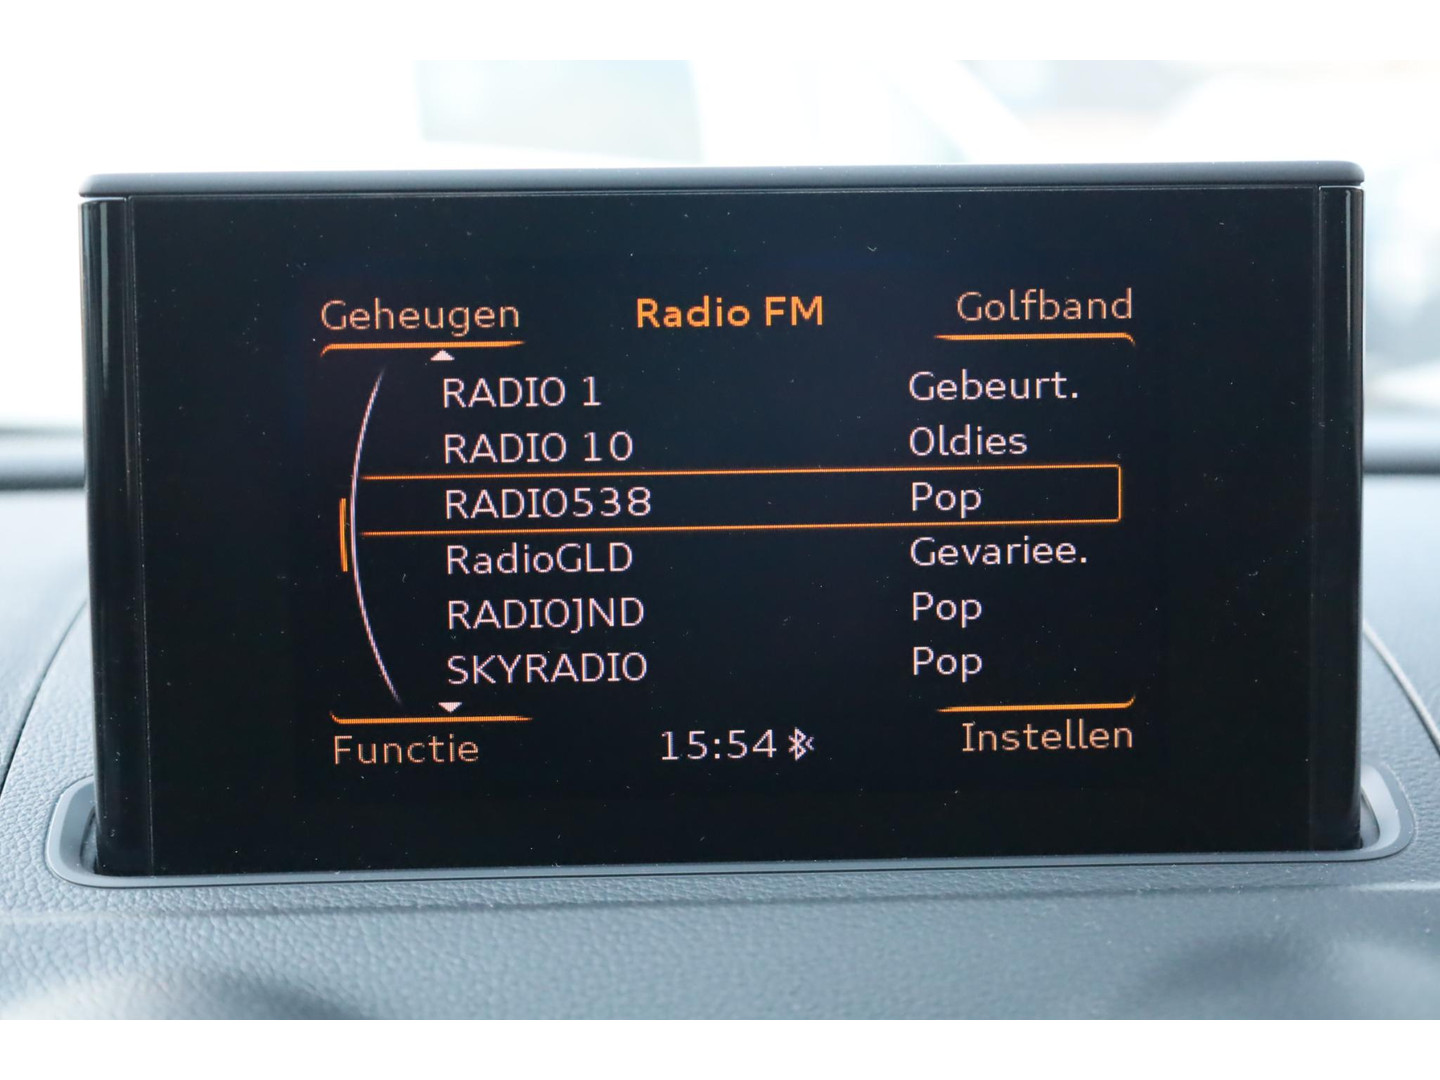 Geheugen Radio FM Golfband
RADIO 1 Gebeurt.
RADIO 10 Oldies
RADIO538 Pop
RadioGLD Gevariee.
RADIOJND Pop
SKYRADIO Pop
Functie 15:54 Instellen